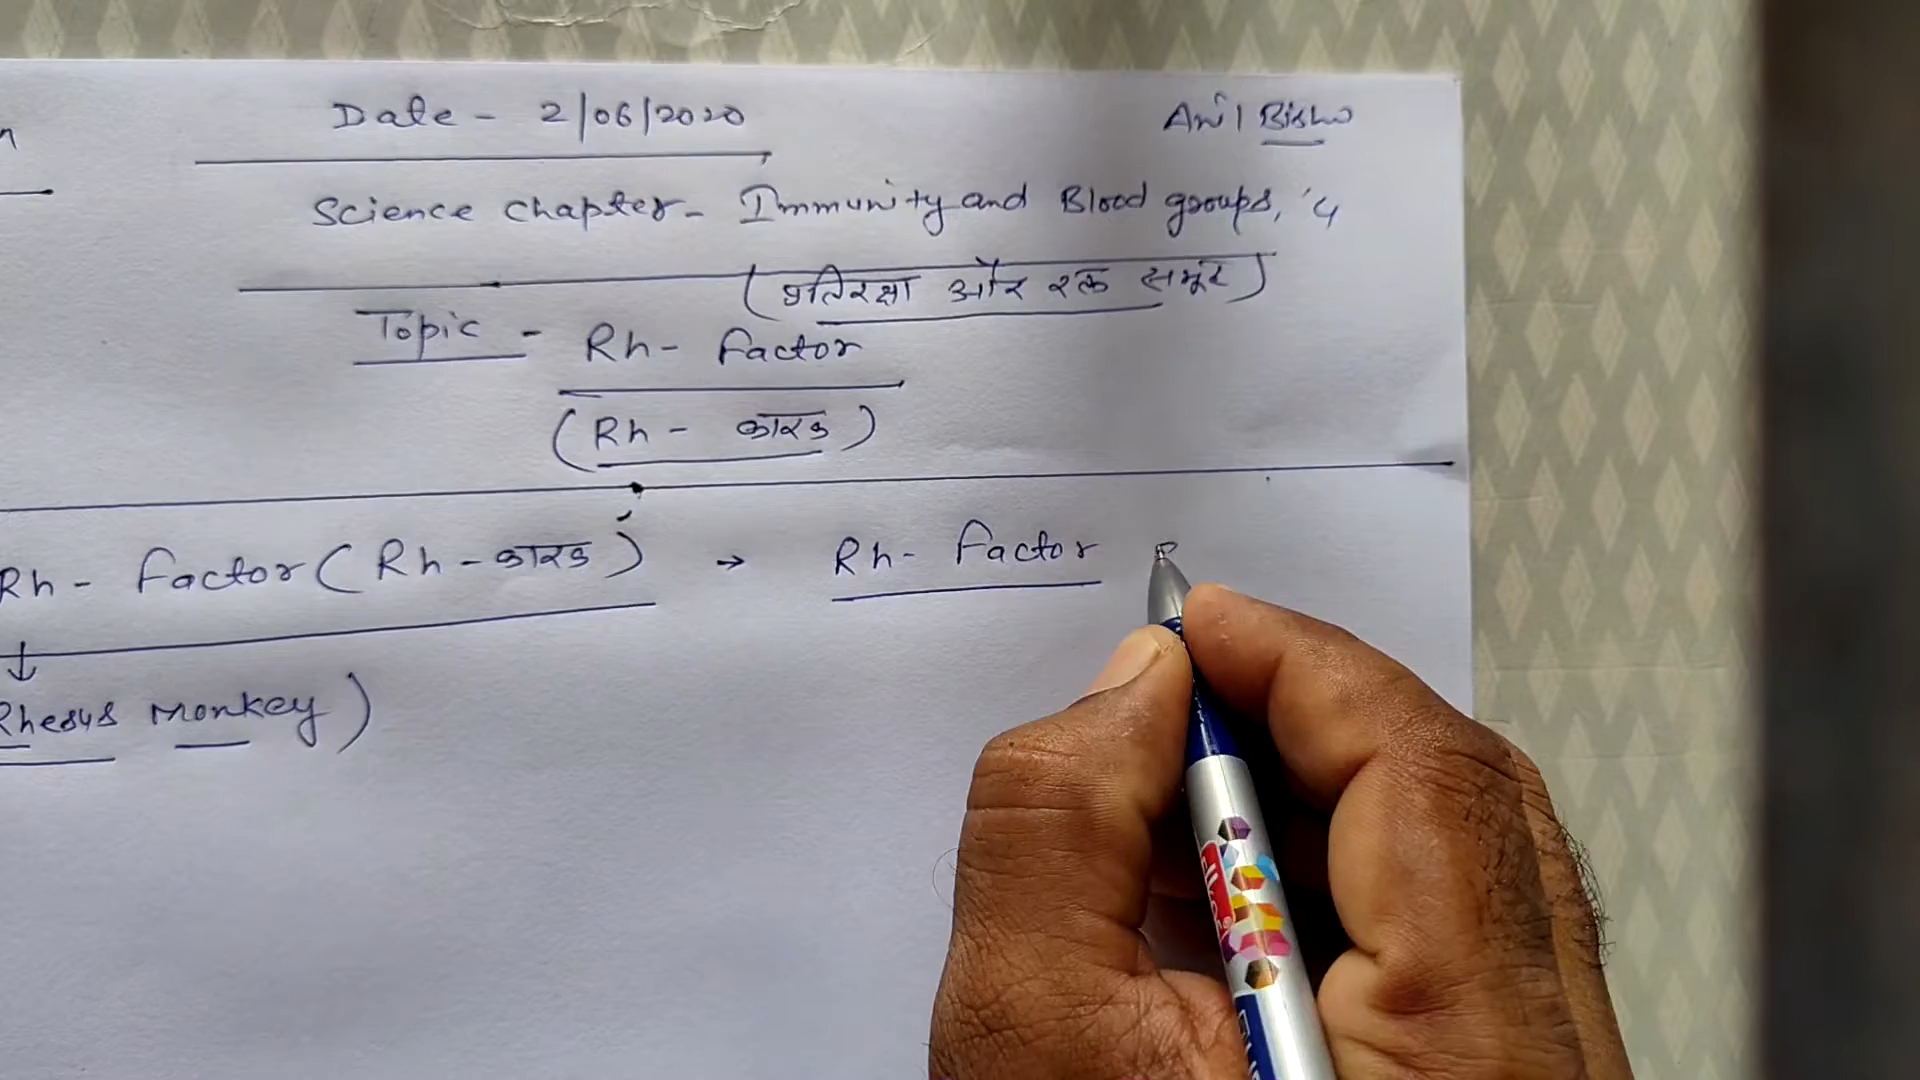 Date - 2/06/2020
Anil
Science Chapter - Immunity and Blood groups, 4
(प्रतिरक्षा और रक्त समूह)
Topic - Rh - factor
(Rh - कारक)
Rh - factor (Rh - कारक) → Rh - factor
↓
Rhesus Monkey)